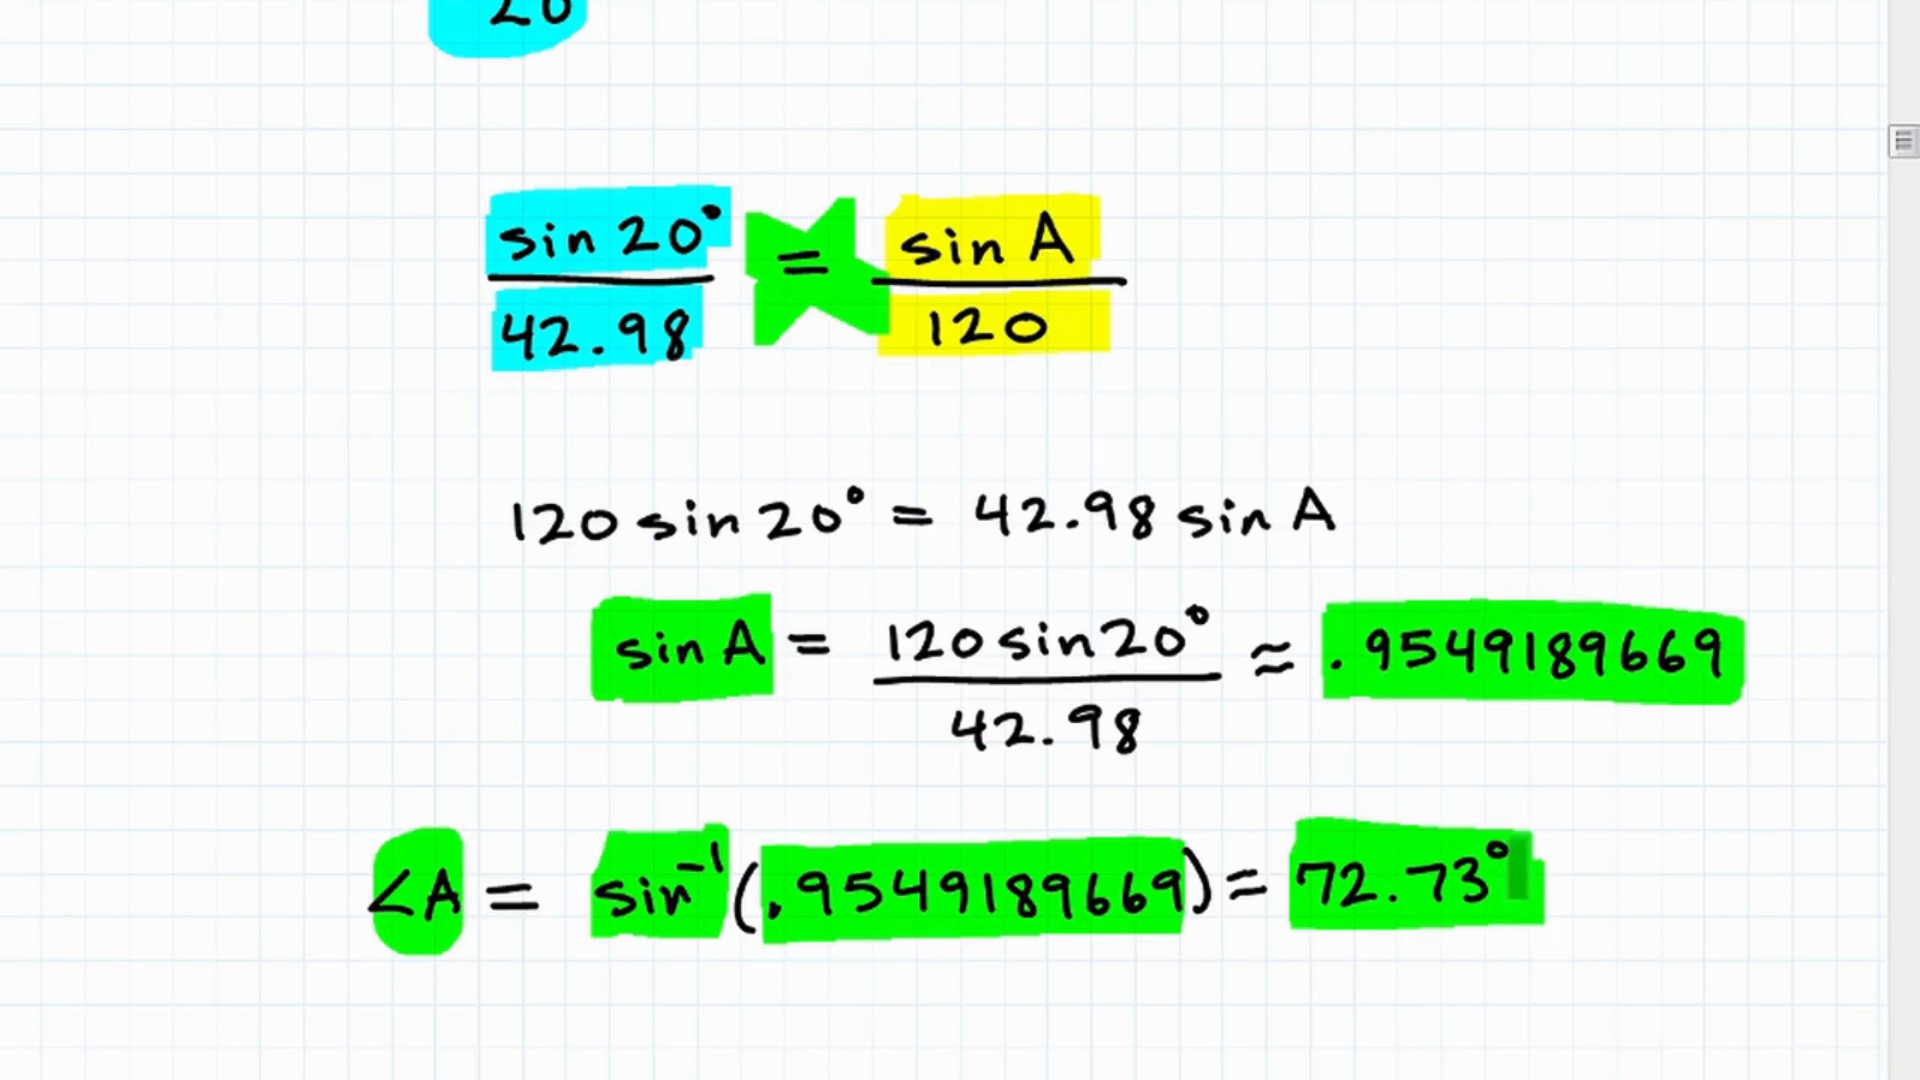 20
sin 20° / 42.98 = sin A / 120
120 sin 20° = 42.98 sin A
sin A = 120 sin 20° / 42.98 ≈ .9549189669
<A = sin⁻¹(.9549189669) ≈ 72.73°